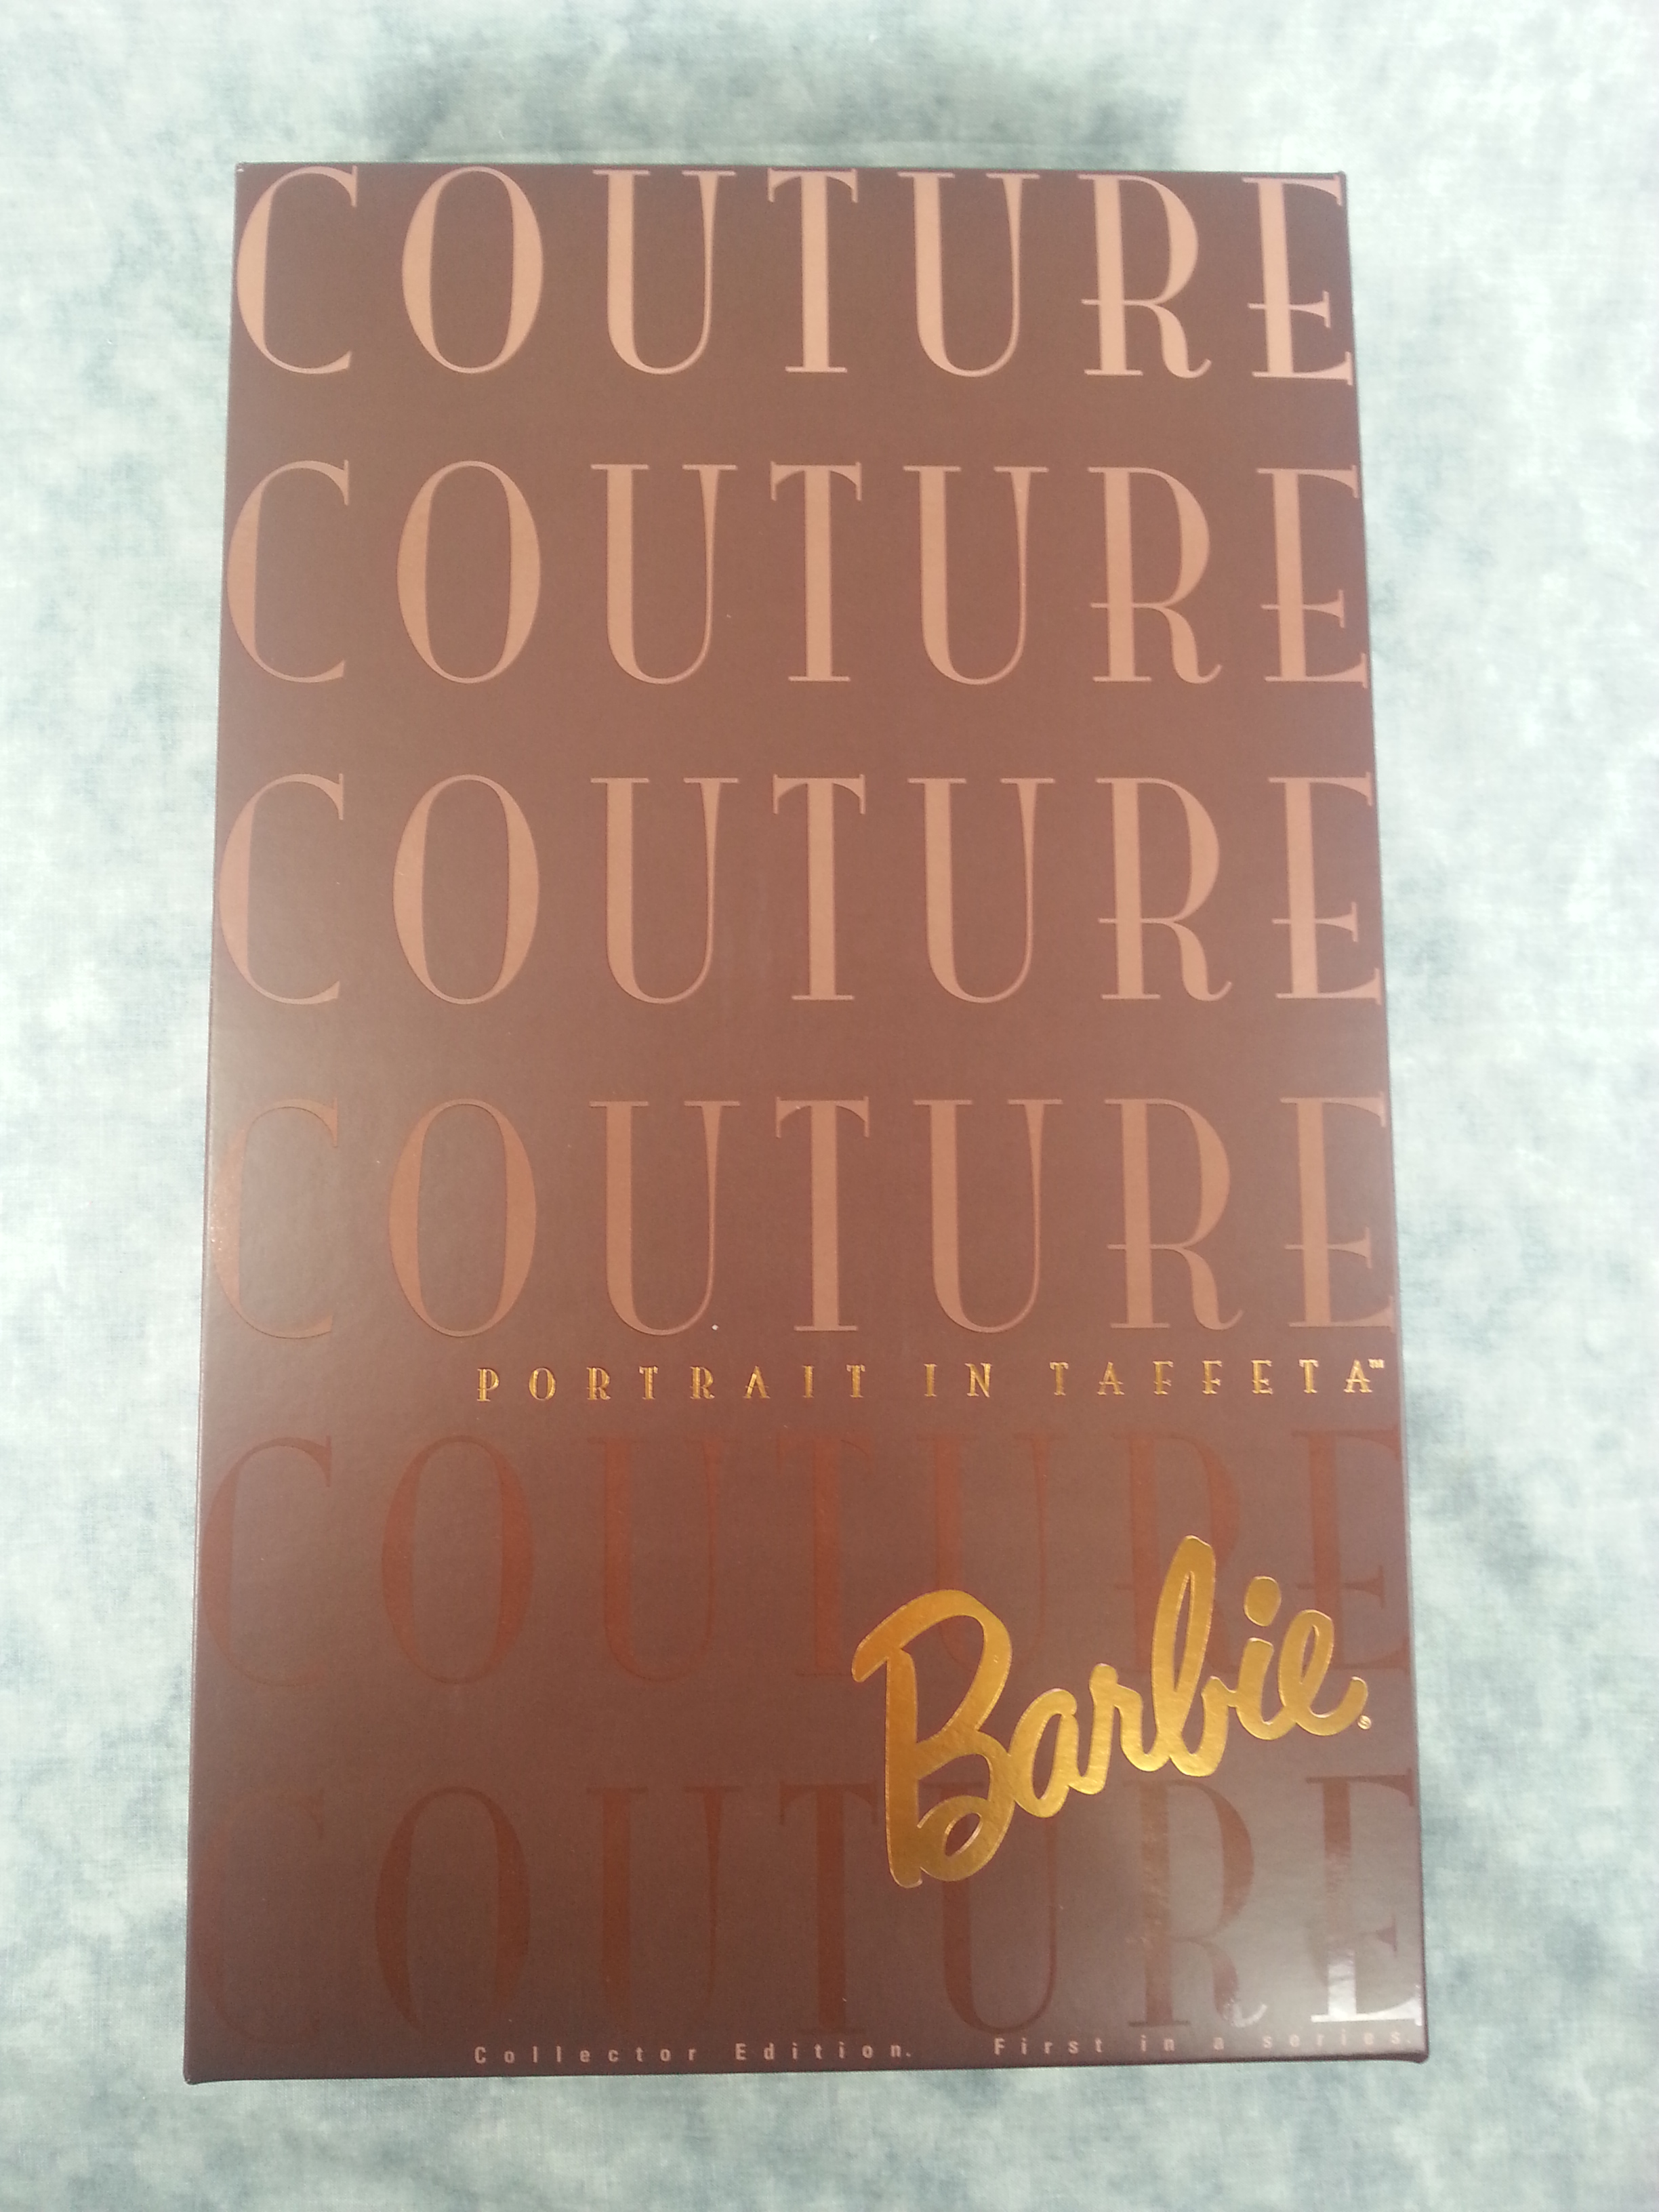 COUTURE
COUTURE
COUTURE
COUTURE
PORTRAIT IN TAFFETA™
COUTURE
Barbie®
COUTURE
Collector Edition. First in a series.